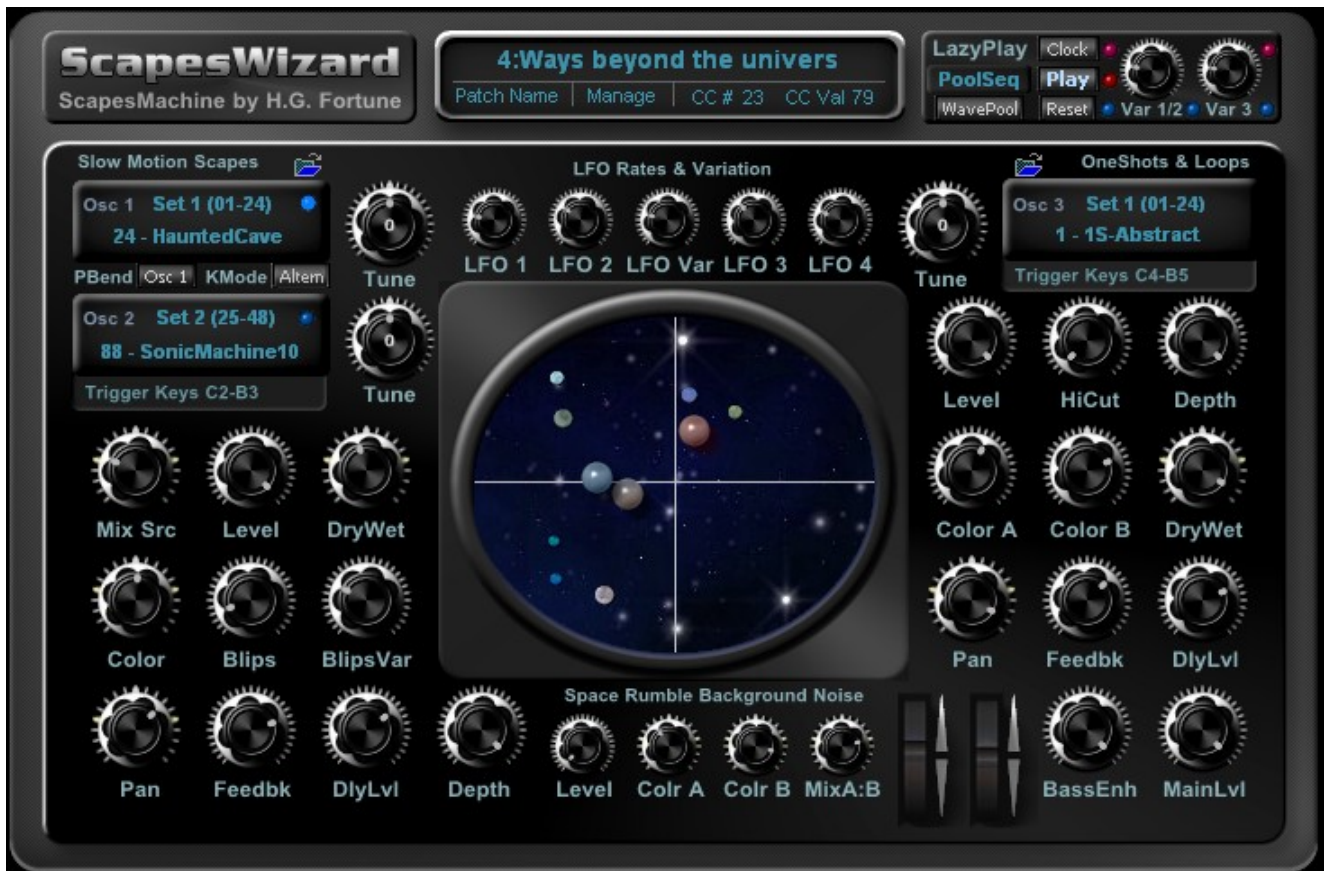 ScapesWizard
ScapesMachine by H.G. Fortune
4:Ways beyond the univers
Patch Name | Manage | CC # 23 CC Val 79
LazyPlay Clock
PoolSeq Play
WavePool Reset Var 1/2 Var 3
Slow Motion Scapes
LFO Rates & Variation
OneShots & Loops
Osc 1 Set 1 (01-24)
24 - HauntedCave
0
Tune
LFO 1 LFO 2 LFO Var LFO 3 LFO 4
0
Tune
Osc 3 Set 1 (01-24)
1 - 1S-Abstract
Trigger Keys C4-B5
PBend Osc 1 KMode Altern
Osc 2 Set 2 (25-48)
88 - SonicMachine10
Trigger Keys C2-B3
0
Tune
Level HiCut Depth
Mix Src Level DryWet
Color A Color B DryWet
Color Blips BlipsVar
Pan Feedbk DlyLvl
Space Rumble Background Noise
Pan Feedbk DlyLvl Depth
Level Colr A Colr B MixA:B
BassEnh MainLvl